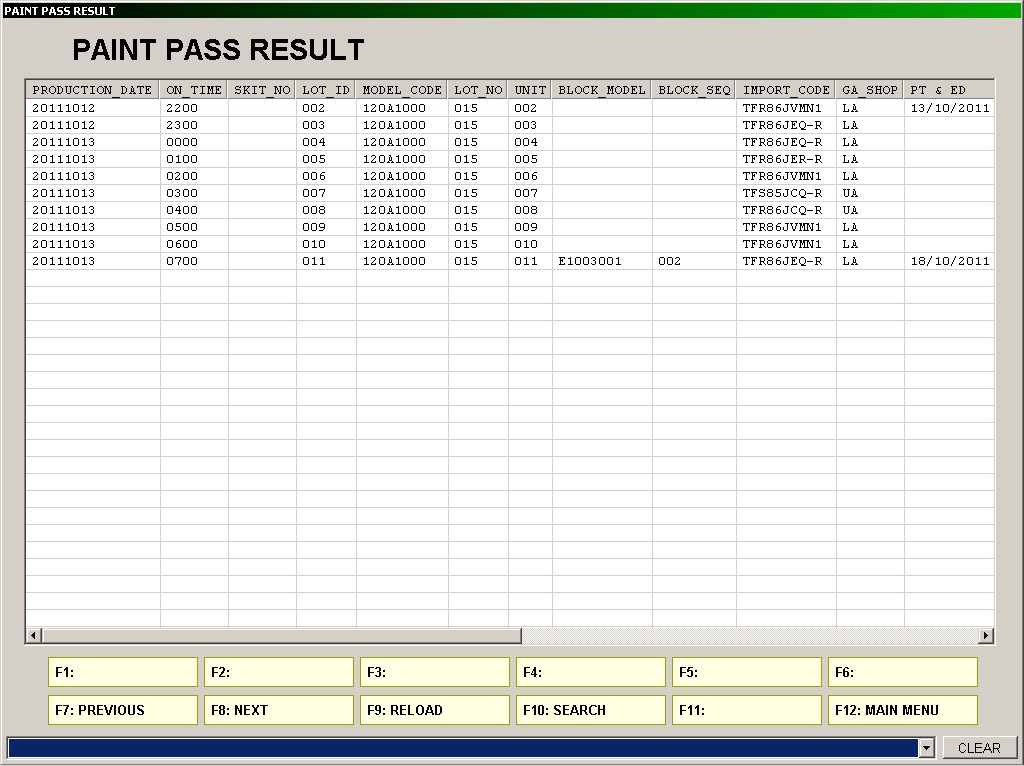 PAINT PASS RESULT
PAINT PASS RESULT
PRODUCTION_DATE ON_TIME SKIT_NO LOT_ID MODEL_CODE LOT_NO UNIT BLOCK_MODEL BLOCK_SEQ IMPORT_CODE GA_SHOP PT & ED
20111012 2200 002 120A1000 015 002 TFR86JVMN1 LA 13/10/2011
20111012 2300 003 120A1000 015 003 TFR86JEQ-R LA
20111013 0000 004 120A1000 015 004 TFR86JEQ-R LA
20111013 0100 005 120A1000 015 005 TFR86JER-R LA
20111013 0200 006 120A1000 015 006 TFR86JVMN1 LA
20111013 0300 007 120A1000 015 007 TFS85JCQ-R UA
20111013 0400 008 120A1000 015 008 TFR86JCQ-R UA
20111013 0500 009 120A1000 015 009 TFR86JVMN1 LA
20111013 0600 010 120A1000 015 010 TFR86JVMN1 LA
20111013 0700 011 120A1000 015 011 E1003001 002 TFR86JEQ-R LA 18/10/2011
F1: F2: F3: F4: F5: F6:
F7: PREVIOUS F8: NEXT F9: RELOAD F10: SEARCH F11: F12: MAIN MENU
CLEAR